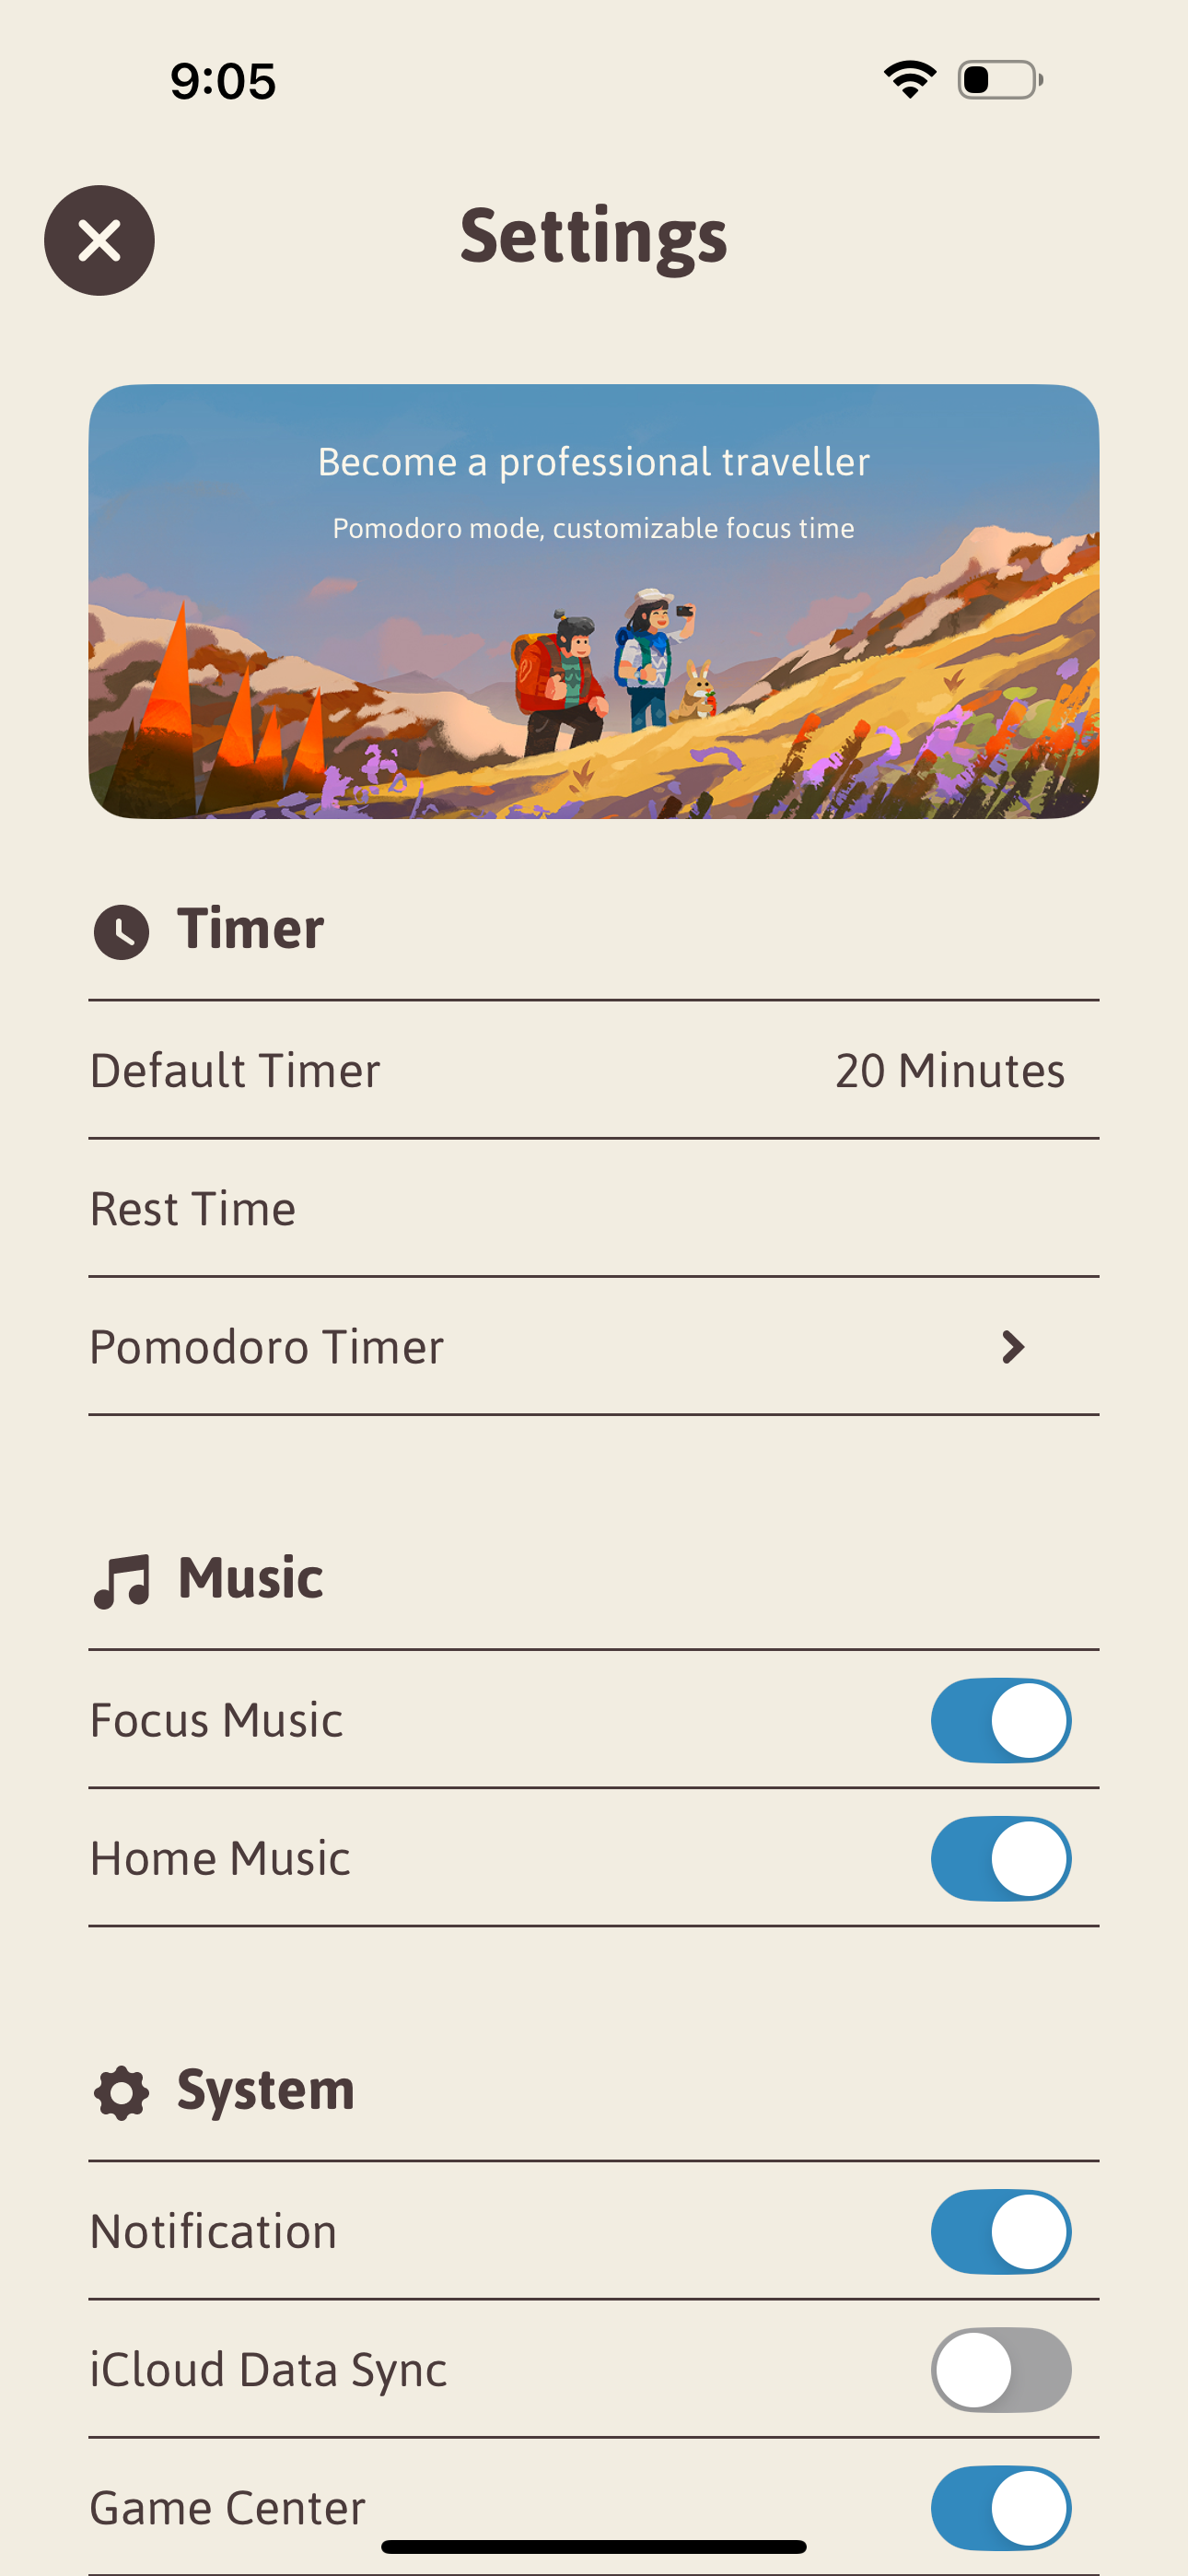 9:05
Settings
Become a professional traveller
Pomodoro mode, customizable focus time
Timer
Default Timer 20 Minutes
Rest Time
Pomodoro Timer
Music
Focus Music
Home Music
System
Notification
iCloud Data Sync
Game Center